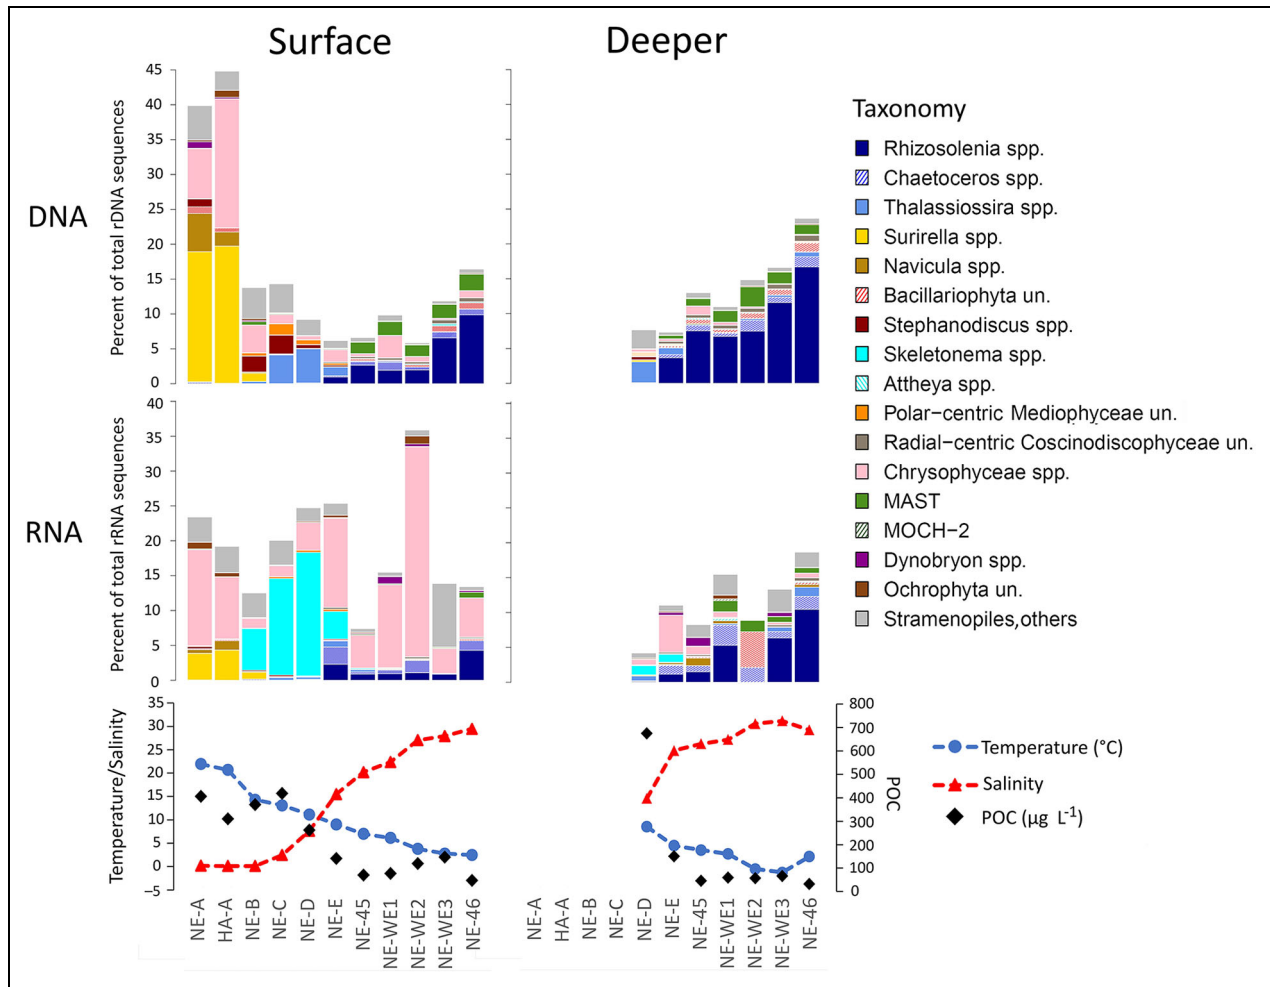 Surface
Deeper
DNA
Percent of total rDNA sequences
45
40
35
30
25
20
15
10
5
0
RNA
Percent of total rRNA sequences
40
35
30
25
20
15
10
5
0
Temperature/Salinity
35
30
25
20
15
10
5
0
−5
800
700
600
500
400
300
200
100
0
POC
NE-A
HA-A
NE-B
NE-C
NE-D
NE-E
NE-45
NE-WE1
NE-WE2
NE-WE3
NE-46
NE-A
HA-A
NE-B
NE-C
NE-D
NE-E
NE-45
NE-WE1
NE-WE2
NE-WE3
NE-46
Taxonomy
Rhizosolenia spp.
Chaetoceros spp.
Thalassiossira spp.
Surirella spp.
Navicula spp.
Bacillariophyta un.
Stephanodiscus spp.
Skeletonema spp.
Attheya spp.
Polar−centric Mediophyceae un.
Radial−centric Coscinodiscophyceae un.
Chrysophyceae spp.
MAST
MOCH−2
Dynobryon spp.
Ochrophyta un.
Stramenopiles,others
Temperature (°C)
Salinity
POC (µg L⁻¹)